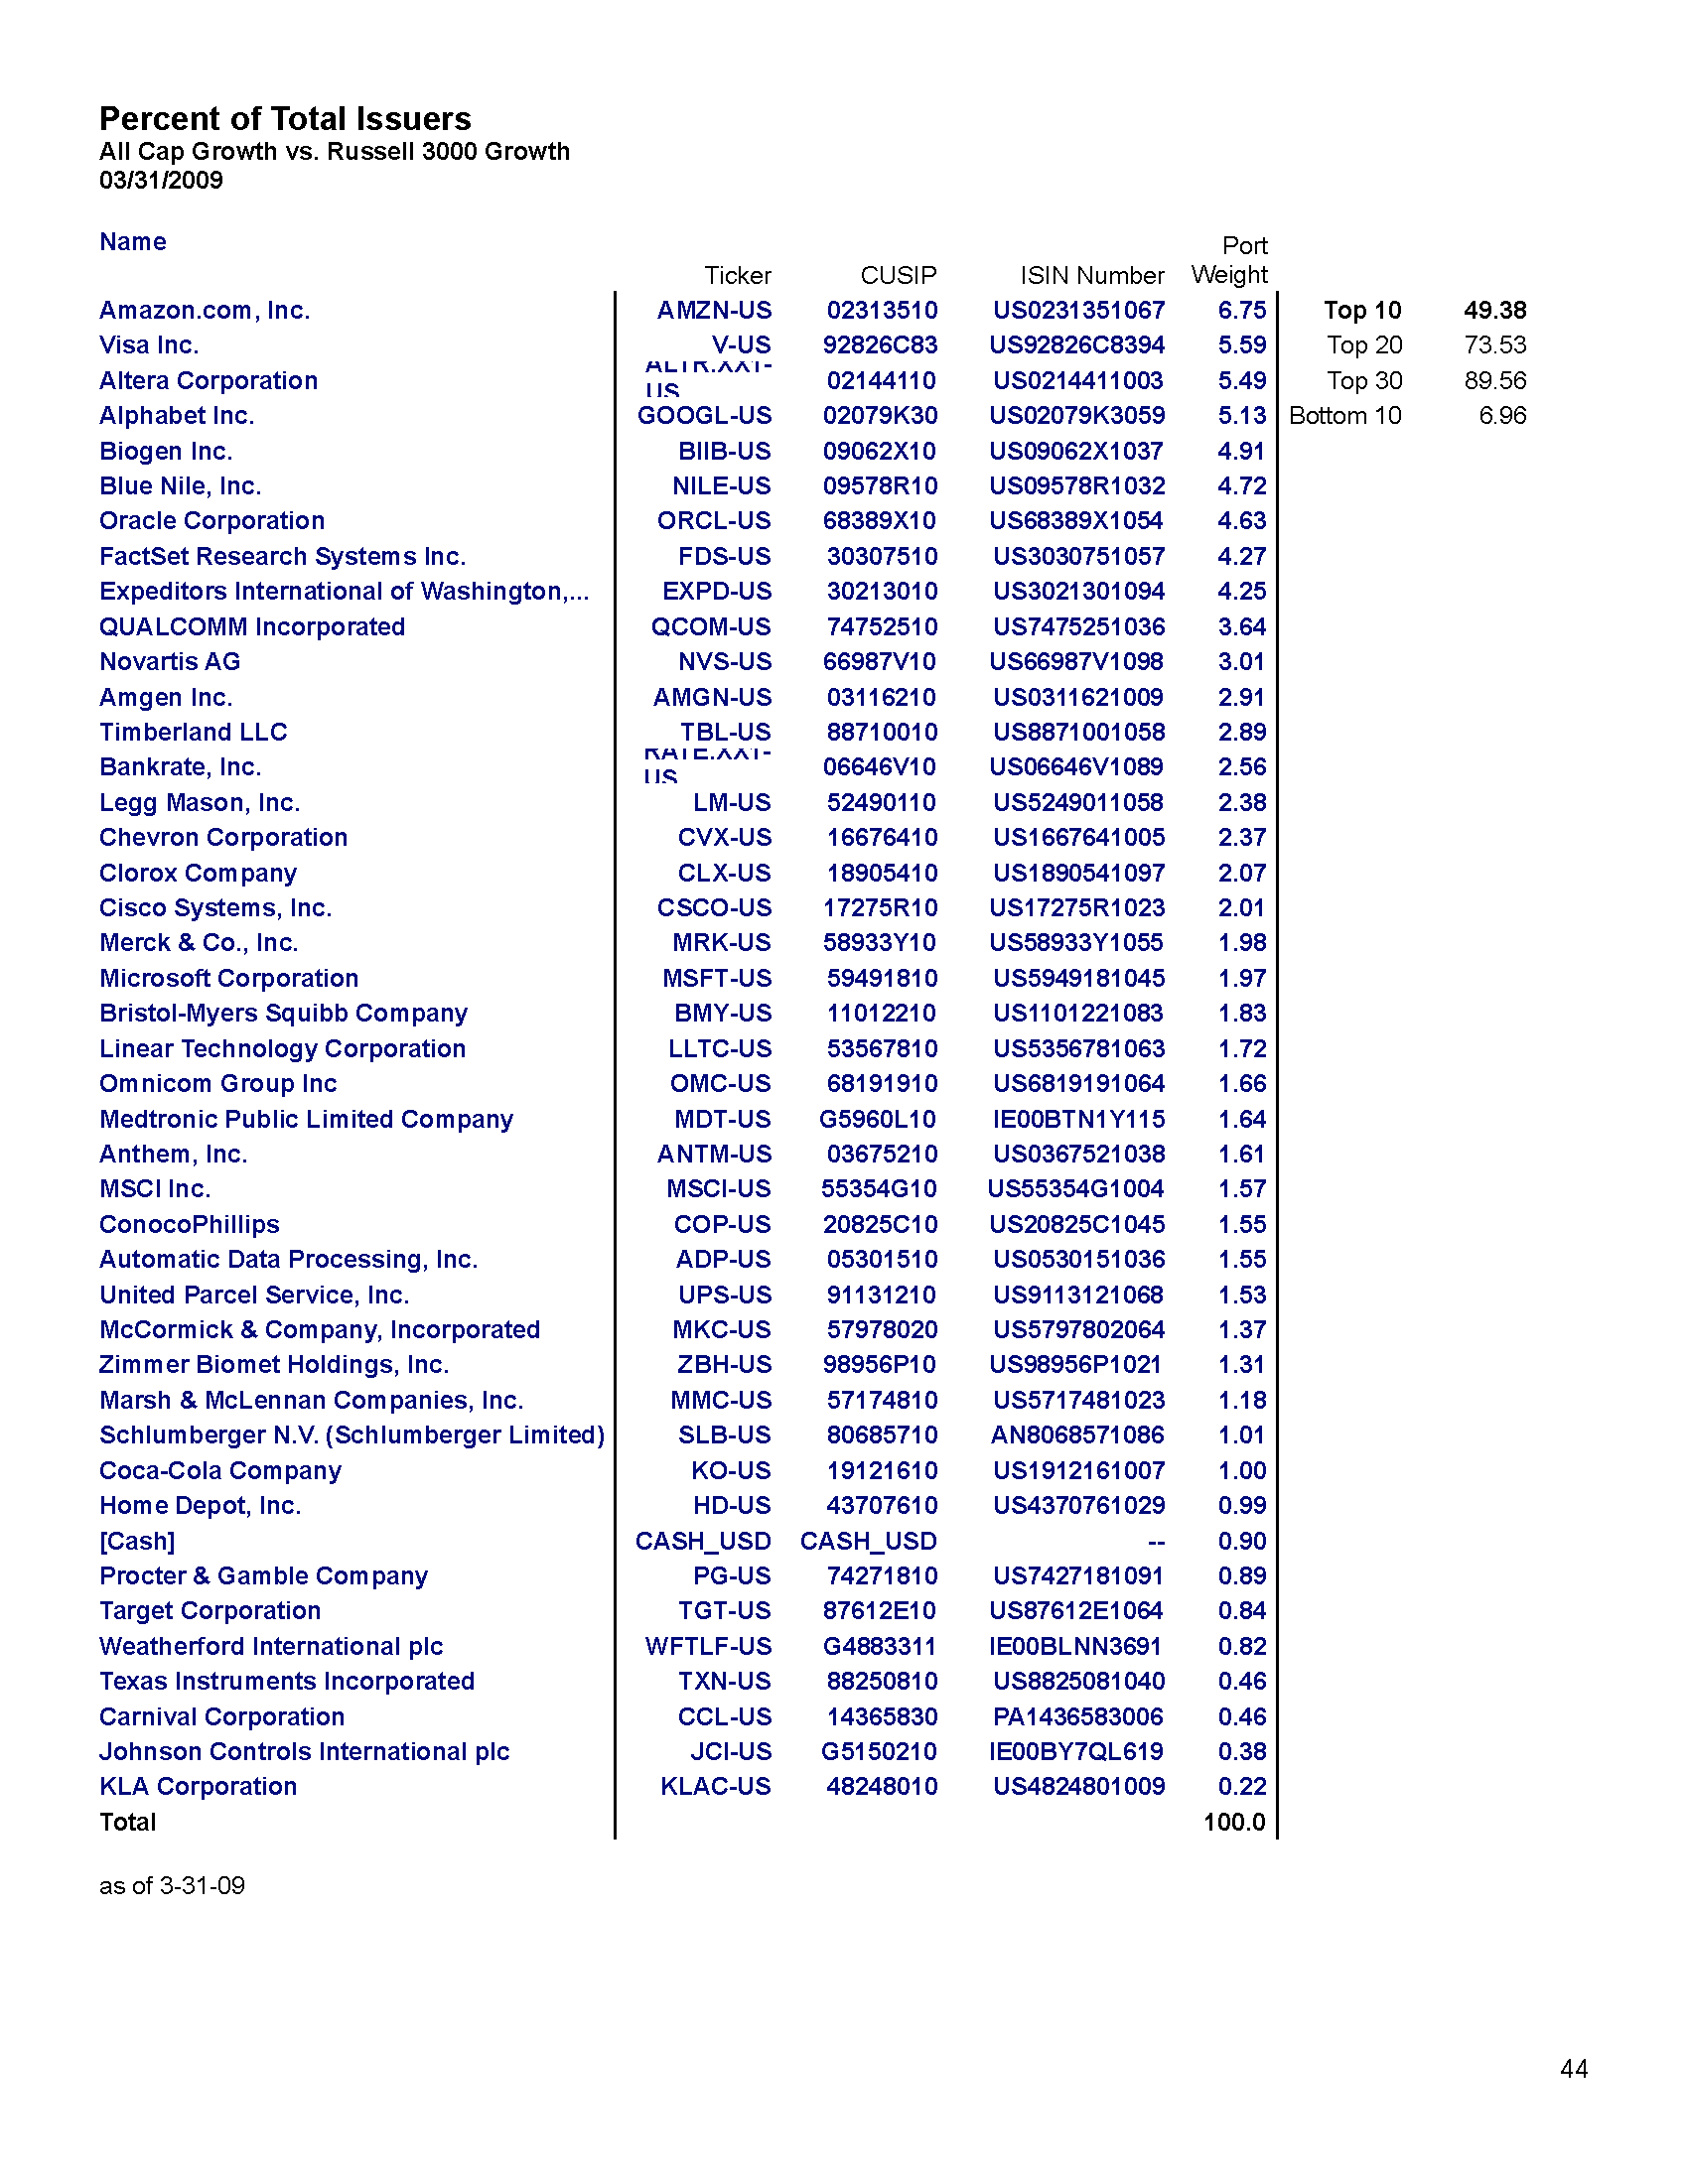 Percent of Total Issuers
All Cap Growth vs. Russell 3000 Growth
03/31/2009
Name
Port
Ticker CUSIP ISIN Number Weight
Amazon.com, Inc. AMZN-US 02313510 US0231351067 6.75 Top 10 49.38
Visa Inc. V-US 92826C83 US92826C8394 5.59 Top 20 73.53
Altera Corporation 02144110 US0214411003 5.49 Top 30 89.56
Alphabet Inc. GOOGL-US 02079K30 US02079K3059 5.13 Bottom 10 6.96
Biogen Inc. BIIB-US 09062X10 US09062X1037 4.91
Blue Nile, Inc. NILE-US 09578R10 US09578R1032 4.72
Oracle Corporation ORCL-US 68389X10 US68389X1054 4.63
FactSet Research Systems Inc. FDS-US 30307510 US3030751057 4.27
Expeditors International of Washington,... EXPD-US 30213010 US3021301094 4.25
QUALCOMM Incorporated QCOM-US 74752510 US7475251036 3.64
Novartis AG NVS-US 66987V10 US66987V1098 3.01
Amgen Inc. AMGN-US 03116210 US0311621009 2.91
Timberland LLC TBL-US 88710010 US8871001058 2.89
Bankrate, Inc. 06646V10 US06646V1089 2.56
Legg Mason, Inc. LM-US 52490110 US5249011058 2.38
Chevron Corporation CVX-US 16676410 US1667641005 2.37
Clorox Company CLX-US 18905410 US1890541097 2.07
Cisco Systems, Inc. CSCO-US 17275R10 US17275R1023 2.01
Merck & Co., Inc. MRK-US 58933Y10 US58933Y1055 1.98
Microsoft Corporation MSFT-US 59491810 US5949181045 1.97
Bristol-Myers Squibb Company BMY-US 11012210 US1101221083 1.83
Linear Technology Corporation LLTC-US 53567810 US5356781063 1.72
Omnicom Group Inc OMC-US 68191910 US6819191064 1.66
Medtronic Public Limited Company MDT-US G5960L10 IE00BTN1Y115 1.64
Anthem, Inc. ANTM-US 03675210 US0367521038 1.61
MSCI Inc. MSCI-US 55354G10 US55354G1004 1.57
ConocoPhillips COP-US 20825C10 US20825C1045 1.55
Automatic Data Processing, Inc. ADP-US 05301510 US0530151036 1.55
United Parcel Service, Inc. UPS-US 91131210 US9113121068 1.53
McCormick & Company, Incorporated MKC-US 57978020 US5797802064 1.37
Zimmer Biomet Holdings, Inc. ZBH-US 98956P10 US98956P1021 1.31
Marsh & McLennan Companies, Inc. MMC-US 57174810 US5717481023 1.18
Schlumberger N.V. (Schlumberger Limited) SLB-US 80685710 AN8068571086 1.01
Coca-Cola Company KO-US 19121610 US1912161007 1.00
Home Depot, Inc. HD-US 43707610 US4370761029 0.99
[Cash] CASH_USD CASH_USD -- 0.90
Procter & Gamble Company PG-US 74271810 US7427181091 0.89
Target Corporation TGT-US 87612E10 US87612E1064 0.84
Weatherford International plc WFTLF-US G4883311 IE00BLNN3691 0.82
Texas Instruments Incorporated TXN-US 88250810 US8825081040 0.46
Carnival Corporation CCL-US 14365830 PA1436583006 0.46
Johnson Controls International plc JCI-US G5150210 IE00BY7QL619 0.38
KLA Corporation KLAC-US 48248010 US4824801009 0.22
Total 100.0
as of 3-31-09
44